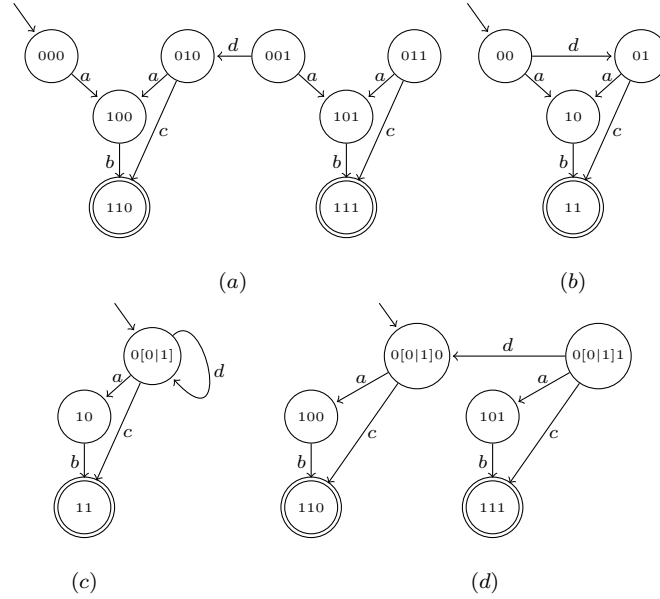 000 010 d 001 011 00 d 01
a a a a a a
100 101 10
b c b c b c
110 111 11
(a) (b)
0[0|1] 0[0|1]0 d 0[0|1]1
a d a a
10 c 100 c 101 c
b b b
11 110 111
(c) (d)